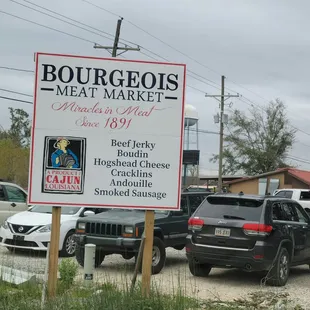 BOURGEOIS
MEAT MARKET
Miracles in Meat
Since 1891
Beef Jerky
Boudin
Hogshead Cheese
Cracklins
Andouille
Smoked Sausage
A PRODUCT
CAJUN
LOUISIANA